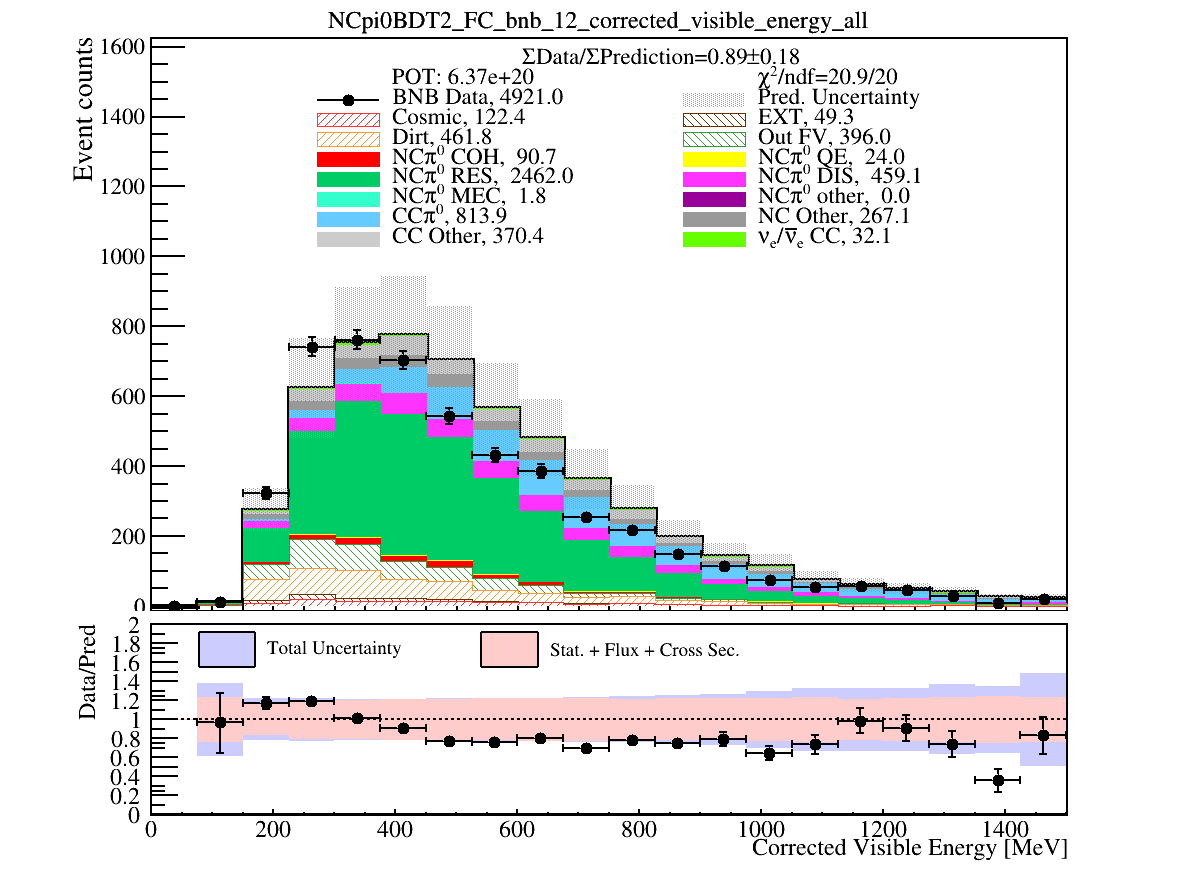 NCpi0BDT2_FC_bnb_12_corrected_visible_energy_all
ΣData/ΣPrediction=0.89±0.18
POT: 6.37e+20
χ²/ndf=20.9/20
BNB Data, 4921.0
Pred. Uncertainty
Cosmic, 122.4
EXT, 49.3
Dirt, 461.8
Out FV, 396.0
NCπ⁰ COH, 90.7
NCπ⁰ QE, 24.0
NCπ⁰ RES, 2462.0
NCπ⁰ DIS, 459.1
NCπ⁰ MEC, 1.8
NCπ⁰ other, 0.0
CCπ⁰, 813.9
NC Other, 267.1
CC Other, 370.4
νₑ/ν̄ₑ CC, 32.1
Event counts
1600
1400
1200
1000
800
600
400
200
0
Total Uncertainty
Stat. + Flux + Cross Sec.
Data/Pred
2
1.8
1.6
1.4
1.2
1
0.8
0.6
0.4
0.2
0
0 200 400 600 800 1000 1200 1400
Corrected Visible Energy [MeV]